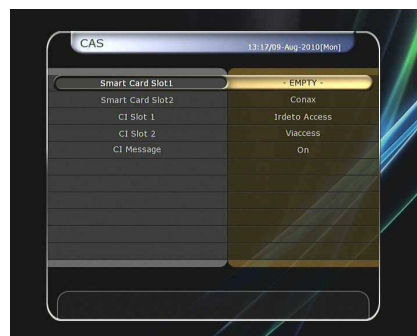 CAS 13:17/09-Aug-2010[Mon]
Smart Card Slot1 - EMPTY -
Smart Card Slot2 Conax
CI Slot 1 Irdeto Access
CI Slot 2 Viaccess
CI Message On